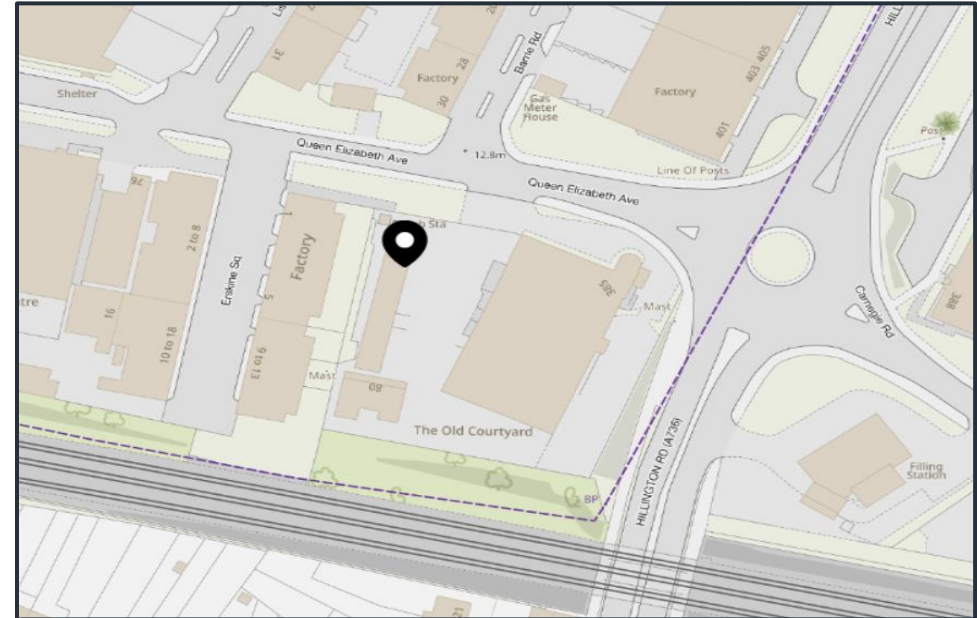 HILL
31
28
30
Factory
Shelter
Barrie Rd
Gas
Meter
House
Factory
403 405
401
Line Of Posts
Queen Elizabeth Ave
12.8m
Queen Elizabeth Ave
76
2 to 8
1
Factory
Sta
Erskine Sq
5
385
Mast
Carnegie Rd
388
16
10 to 18
9 to 13
Mast
80
The Old Courtyard
HILLINGTON RD (A736)
Filling
Station
BP
21